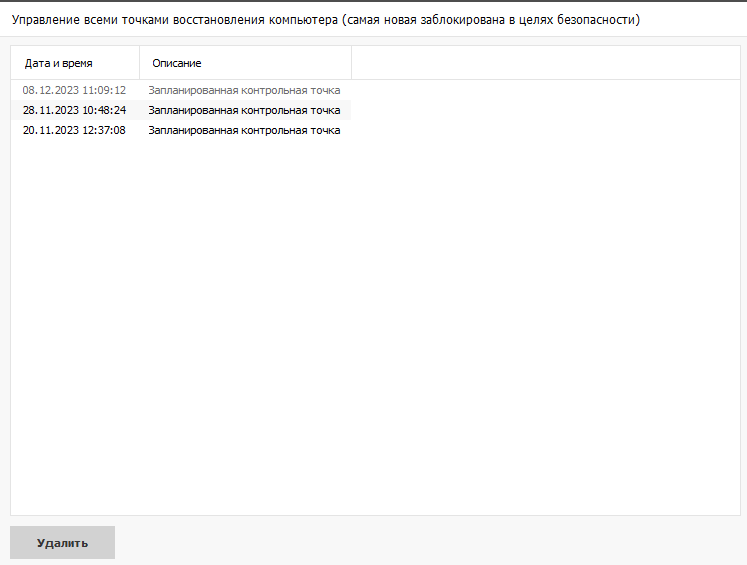 Управление всеми точками восстановления компьютера (самая новая заблокирована в целях безопасности)
Дата и время Описание
08.12.2023 11:09:12 Запланированная контрольная точка
28.11.2023 10:48:24 Запланированная контрольная точка
20.11.2023 12:37:08 Запланированная контрольная точка
Удалить